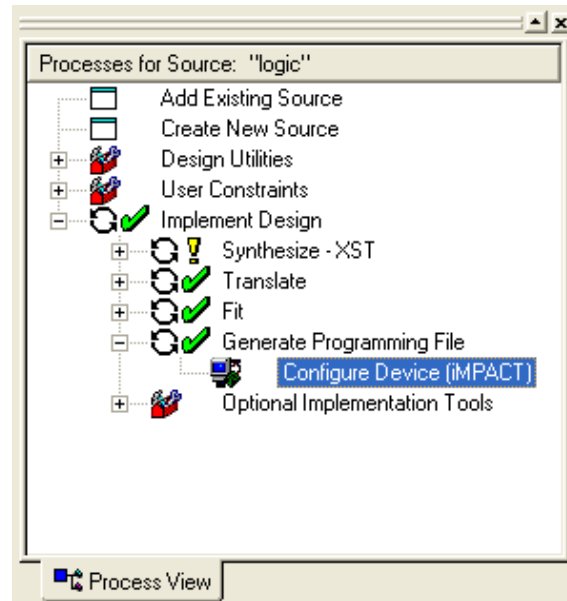 Processes for Source: "logic"
Add Existing Source
Create New Source
Design Utilities
User Constraints
Implement Design
Synthesize - XST
Translate
Fit
Generate Programming File
Configure Device (iMPACT)
Optional Implementation Tools
Process View